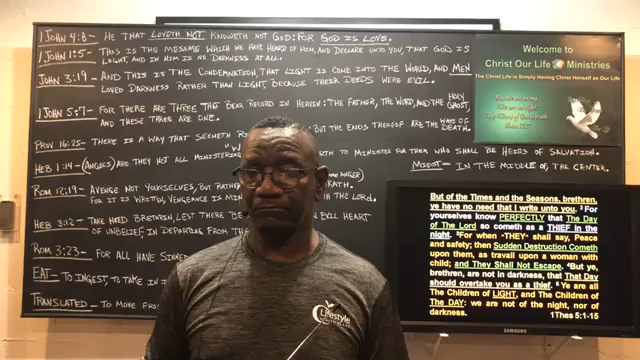 1 JOHN 4:8 - HE THAT LOVETH NOT KNOWETH NOT GOD: FOR GOD IS LOVE.
1 JOHN 1:5 - THIS IS THE MESSAGE WHICH WE HAVE HEARD OF HIM, AND DECLARE UNTO YOU, THAT GOD IS
LIGHT, AND IN HIM IS NO DARKNESS AT ALL.
JOHN 3:19 - AND THIS IS THE CONDEMNATION, THAT LIGHT IS COME INTO THE WORLD, AND MEN
LOVED DARKNESS RATHER THAN LIGHT, BECAUSE THEIR DEEDS WERE EVIL.
1 JOHN 5:7 - FOR THERE ARE THREE THAT BEAR RECORD IN HEAVEN: THE FATHER, THE WORD, AND THE HOLY GHOST,
AND THESE THREE ARE ONE.
PROV 16:25 - THERE IS A WAY THAT SEEMETH BUT THE ENDS THEREOF ARE THE WAYS OF DEATH.
HEB 1:14 - (ANGELS) ARE THEY NOT ALL MINISTERING TO MINISTER FOR THEM WHO SHALL BE HEIRS OF SALVATION.
MIDST - IN THE MIDDLE OF THE CENTER.
ROM 12:19 - AVENGE NOT YOURSELVES, BUT RATHER
FOR IT IS WRITTEN, VENGEANCE IS THE LORD.
HEB 3:12 - TAKE HEED BRETHREN, LEST THERE BE EVIL HEART
OF UNBELIEF, IN DEPARTING FROM
ROM 3:23 - FOR ALL HAVE SINNED
EAT - TO INGEST, TO TAKE IN
TRANSLATED - TO MOVE FROM
Welcome to
Christ Our Life Ministries
The Christ Life is Simply Having Christ Himself as Our Life
But of the Times and the Seasons, brethren,
ye have no need that I write unto you. 2 For
yourselves know PERFECTLY that The Day
of The Lord so cometh as a THIEF in the
night. 3 For when *THEY* shall say, Peace
and safety; then Sudden Destruction Cometh
upon them, as travail upon a woman with
child; and They Shall Not Escape. 4 But ye,
brethren, are not in darkness, that That Day
should overtake you as a thief. 5 Ye are all
The Children of LIGHT, and The Children of
The DAY: we are not of the night, nor of
darkness. 1Thes 5:1-15
SAMSUNG
Lifestyle